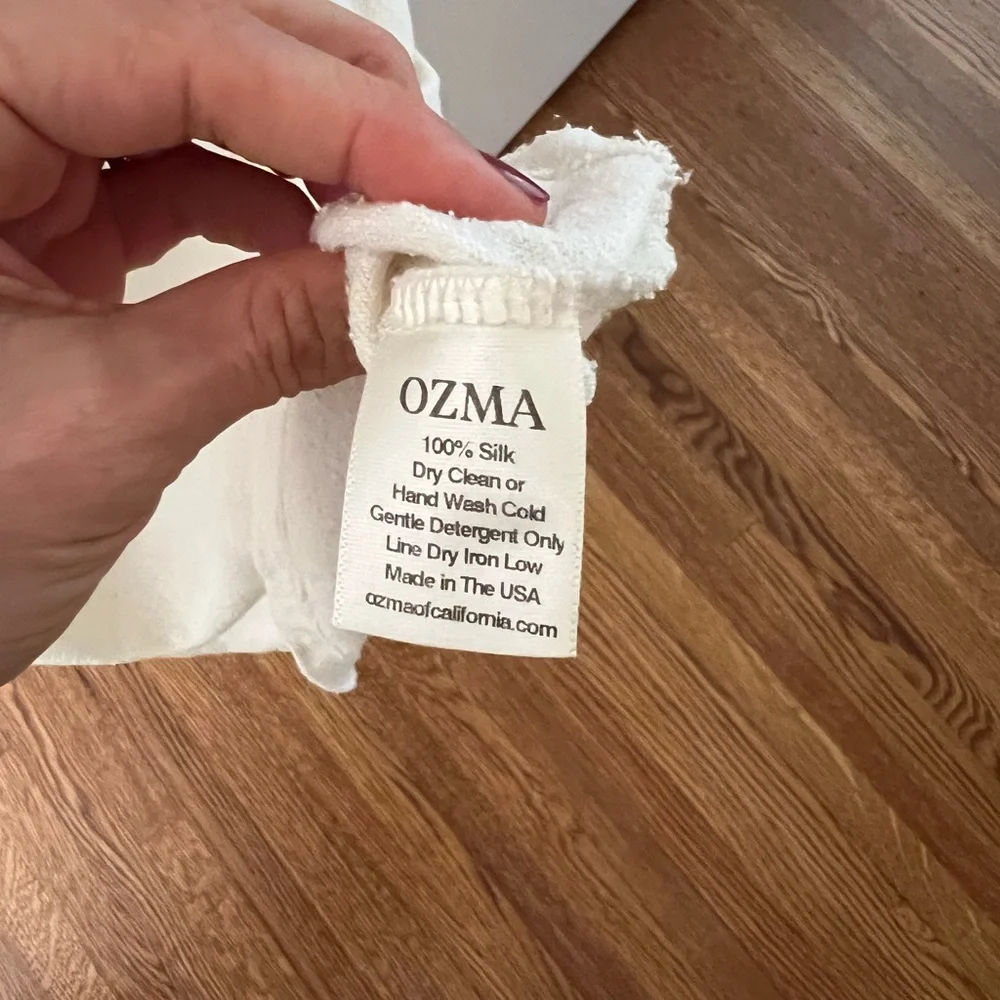 OZMA
100% Silk
Dry Clean or
Hand Wash Cold
Gentle Detergent Only
Line Dry Iron Low
Made in The USA
ozmaofcalifornia.com